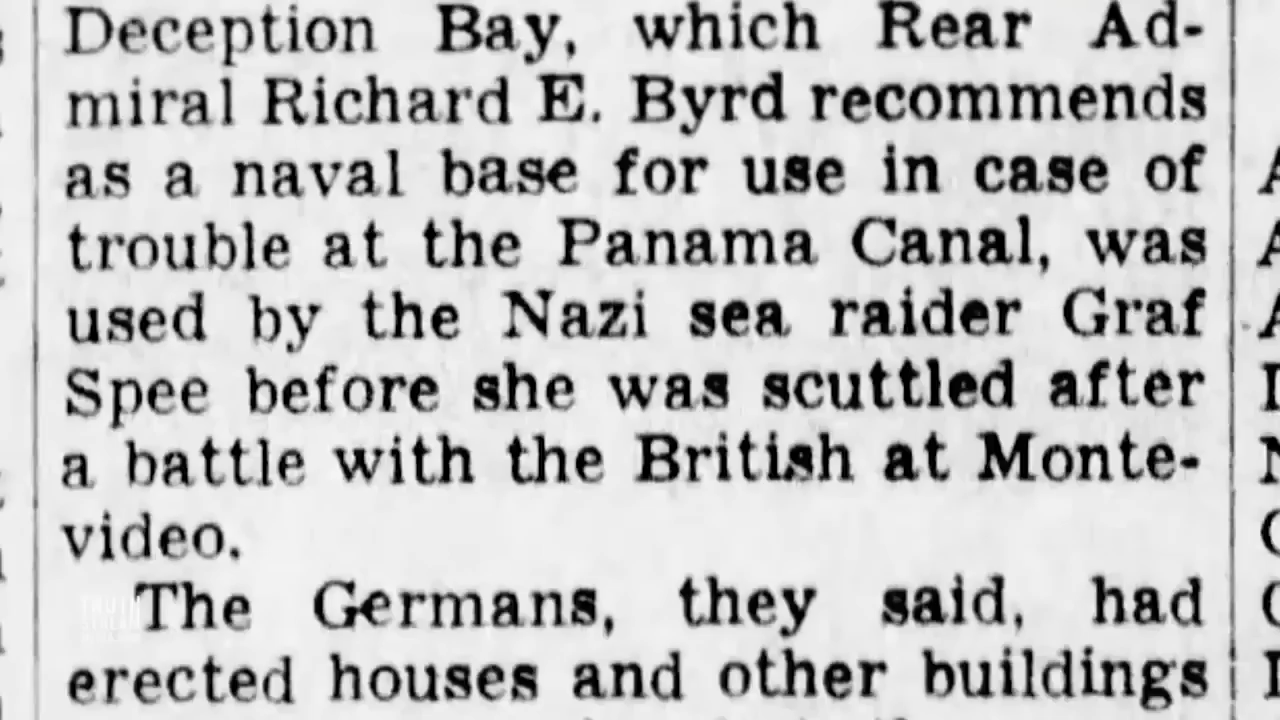 Deception Bay, which Rear Ad-
miral Richard E. Byrd recommends
as a naval base for use in case of
trouble at the Panama Canal, was
used by the Nazi sea raider Graf
Spee before she was scuttled after
a battle with the British at Monte-
video.
The Germans, they said, had
erected houses and other buildings